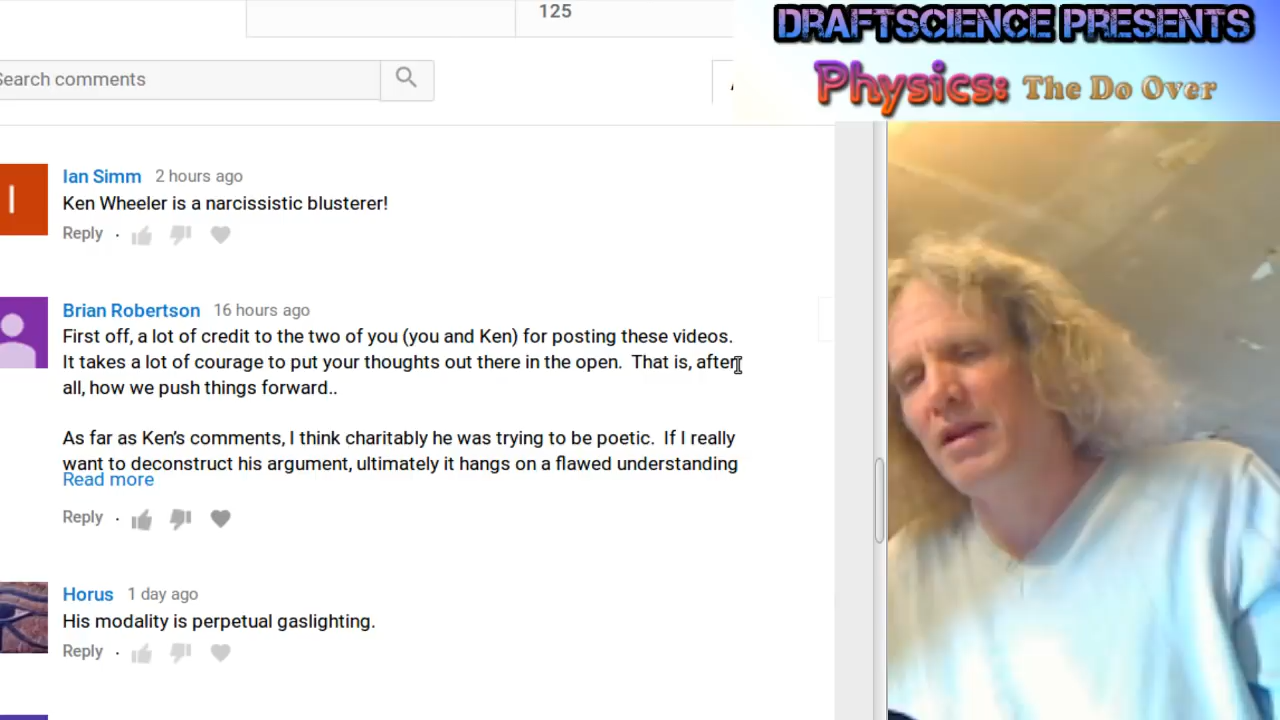 125
DRAFTSCIENCE PRESENTS
Physics: The Do Over
Search comments
Ian Simm 2 hours ago
Ken Wheeler is a narcissistic blusterer!
Reply
Brian Robertson 16 hours ago
First off, a lot of credit to the two of you (you and Ken) for posting these videos.
It takes a lot of courage to put your thoughts out there in the open. That is, after
all, how we push things forward..
As far as Ken's comments, I think charitably he was trying to be poetic. If I really
want to deconstruct his argument, ultimately it hangs on a flawed understanding
Read more
Reply
Horus 1 day ago
His modality is perpetual gaslighting.
Reply